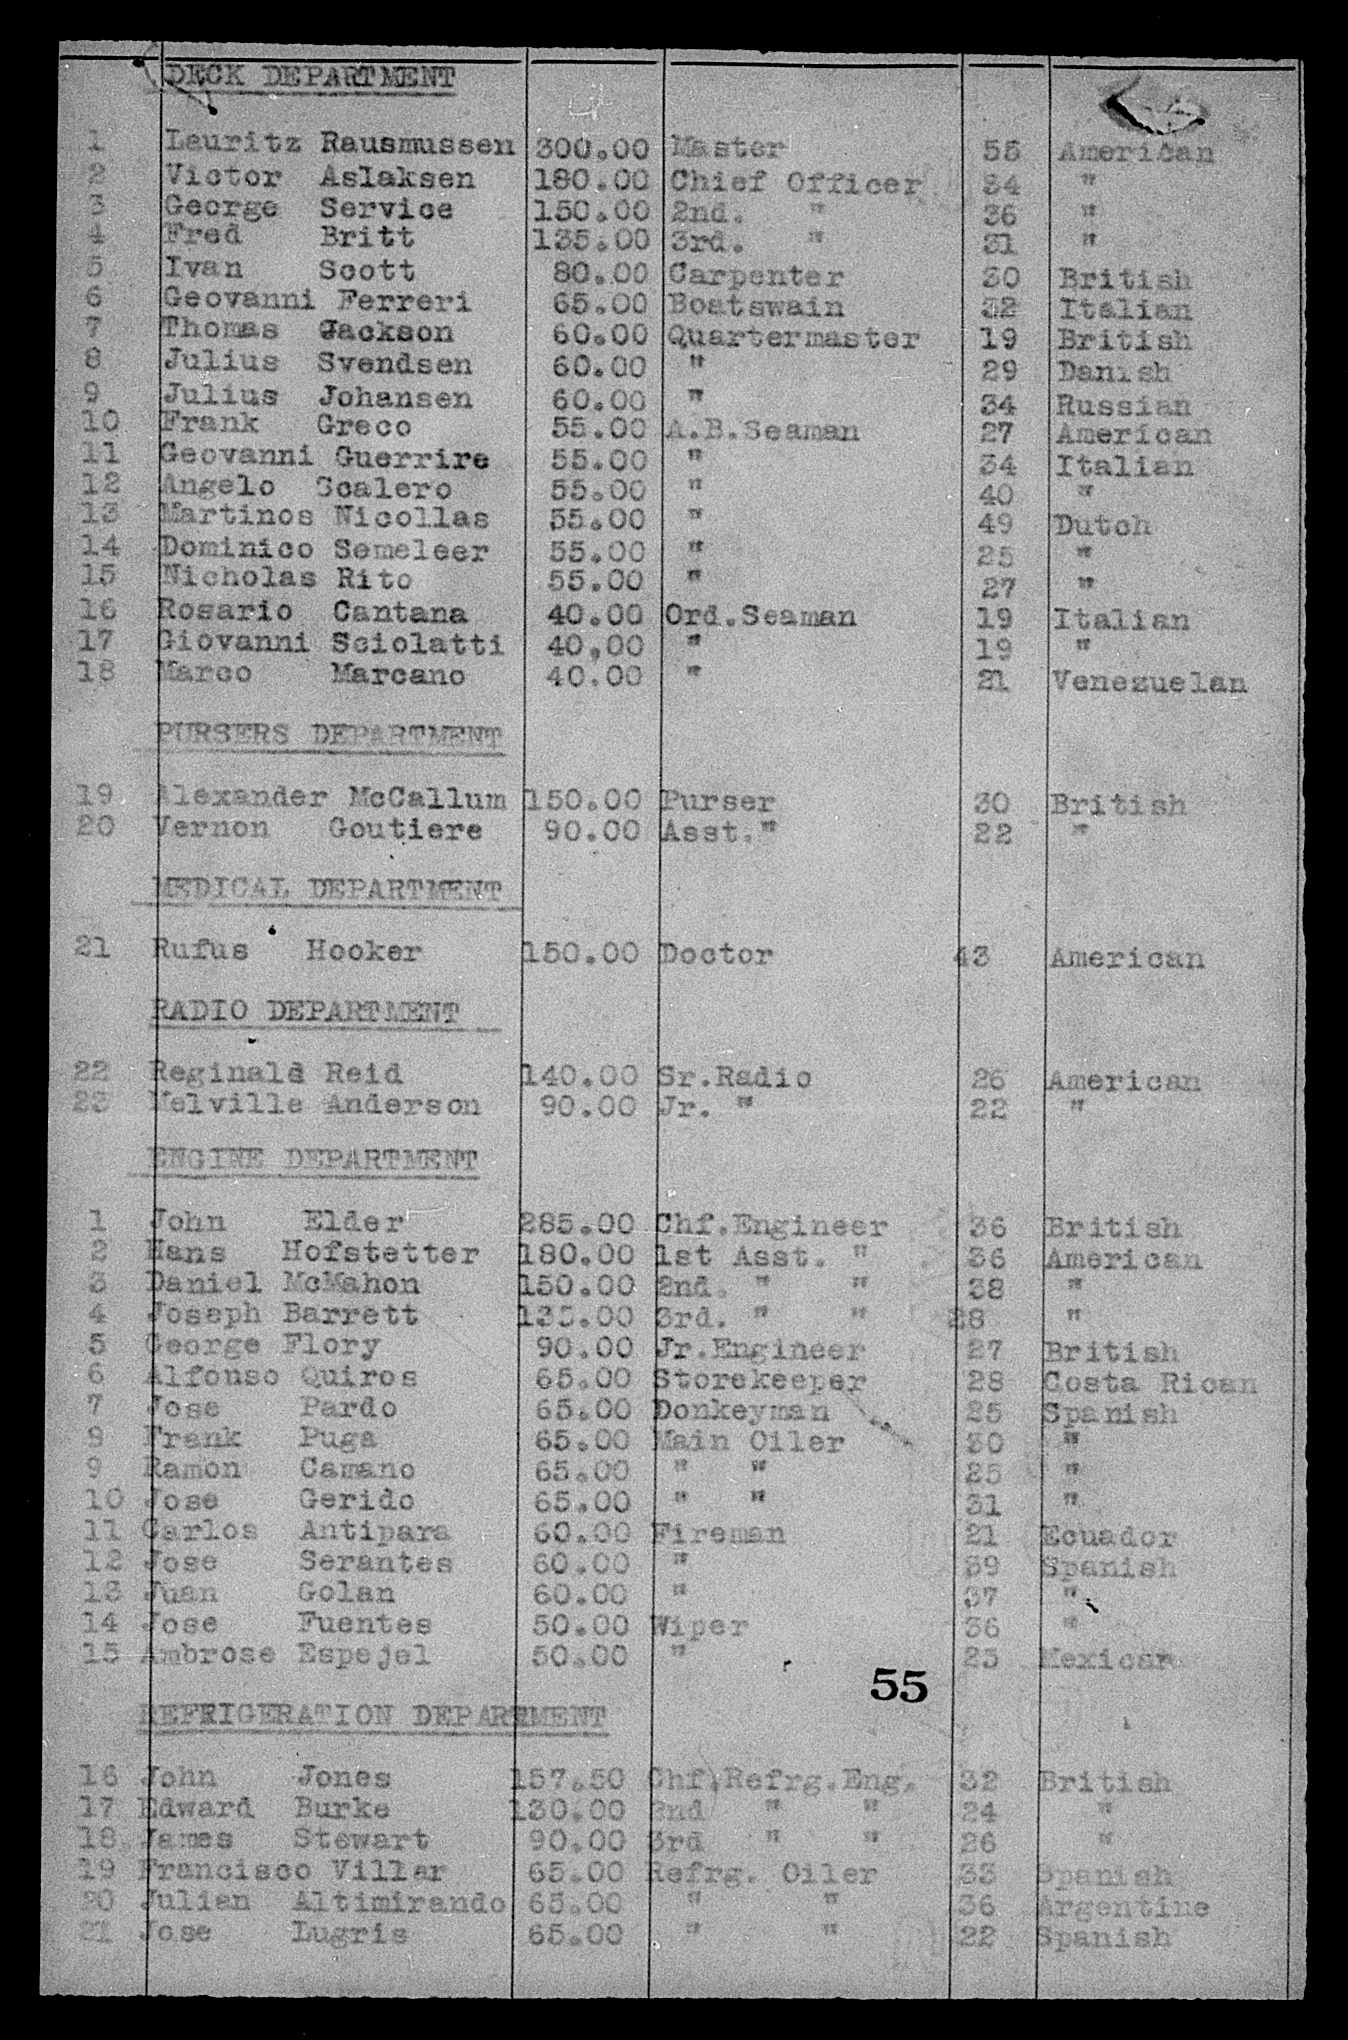 DECK DEPARTMENT
1 Lauritz Rausmussen 300.00 Master 55 American
2 Victor Aslaksen 180.00 Chief Officer 34 "
3 George Service 150.00 2nd. " 36 "
4 Fred Britt 135.00 3rd. " 31 "
5 Ivan Scott 80.00 Carpenter 30 British
6 Geovanni Ferreri 65.00 Boatswain 32 Italian
7 Thomas Jackson 60.00 Quartermaster 19 British
8 Julius Svendsen 60.00 " 29 Danish
9 Julius Johansen 60.00 " 34 Russian
10 Frank Greco 55.00 A.B.Seaman 27 American
11 Geovanni Guerrire 55.00 " 34 Italian
12 Angelo Scalero 55.00 " 40 "
13 Martinos Nicollas 55.00 " 49 Dutch
14 Dominico Semeleer 55.00 " 25 "
15 Nicholas Rito 55.00 " 27 "
16 Rosario Cantana 40.00 Ord.Seaman 19 Italian
17 Giovanni Sciolatti 40,00 " 19 "
18 Marco Marcano 40.00 " 21 Venezuelan
PURSERS DEPARTMENT
19 Alexander McCallum 150.00 Purser 30 British
20 Vernon Goutiere 90.00 Asst." 22 "
MEDICAL DEPARTMENT
21 Rufus Hooker 150.00 Doctor 43 American
RADIO DEPARTMENT
22 Reginald Reid 140.00 Sr.Radio 26 American
23 Melville Anderson 90.00 Jr. " 22 "
ENGINE DEPARTMENT
1 John Elder 285.00 Chf.Engineer 36 British
2 Hans Hofstetter 180.00 1st Asst. " 36 American
3 Daniel McMahon 150.00 2nd. " " 38 "
4 Joseph Barrett 135.00 3rd. " " 28 "
5 George Flory 90.00 Jr.Engineer 27 British
6 Alfonso Quiros 65.00 Storekeeper 28 Costa Rican
7 Jose Pardo 65.00 Donkeyman 25 Spanish
8 Frank Puga 65.00 Main Oiler 30 "
9 Ramon Camano 65.00 " " 25 "
10 Jose Gerido 65.00 " " 31 "
11 Carlos Antipara 60.00 Fireman 21 Ecuador
12 Jose Serantes 60.00 " 39 Spanish
13 Juan Golan 60.00 " 37 "
14 Jose Fuentes 50.00 Wiper 36 "
15 Ambrose Espejel 50.00 " 23 Mexican
55
REFRIGERATION DEPARTMENT
16 John Jones 157.50 Chf.Refrg.Eng. 32 British
17 Edward Burke 130.00 2nd " " 24 "
18 James Stewart 90.00 3rd " " 26 "
19 Francisco Villar 65.00 Refrg. Oiler 33 Spanish
20 Julian Altimirando 65.00 " " 36 Argentine
21 Jose Lugris 65.00 " " 22 Spanish